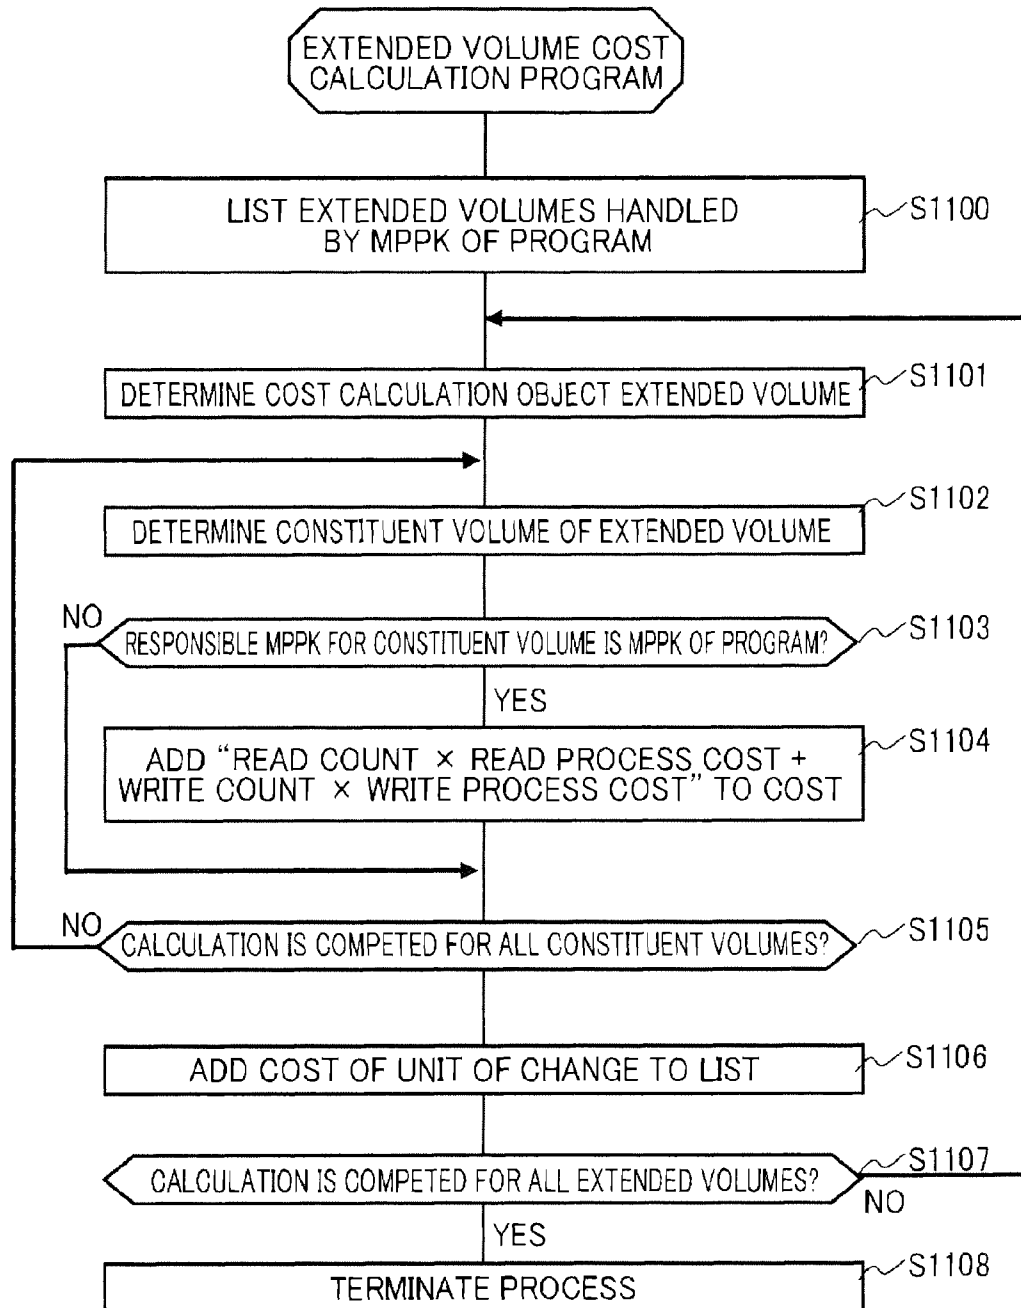 EXTENDED VOLUME COST
CALCULATION PROGRAM
LIST EXTENDED VOLUMES HANDLED
BY MPPK OF PROGRAM
S1100
DETERMINE COST CALCULATION OBJECT EXTENDED VOLUME
S1101
DETERMINE CONSTITUENT VOLUME OF EXTENDED VOLUME
S1102
NO
RESPONSIBLE MPPK FOR CONSTITUENT VOLUME IS MPPK OF PROGRAM?
S1103
YES
ADD “READ COUNT × READ PROCESS COST +
WRITE COUNT × WRITE PROCESS COST” TO COST
S1104
NO
CALCULATION IS COMPETED FOR ALL CONSTITUENT VOLUMES?
S1105
ADD COST OF UNIT OF CHANGE TO LIST
S1106
CALCULATION IS COMPETED FOR ALL EXTENDED VOLUMES?
S1107
NO
YES
TERMINATE PROCESS
S1108